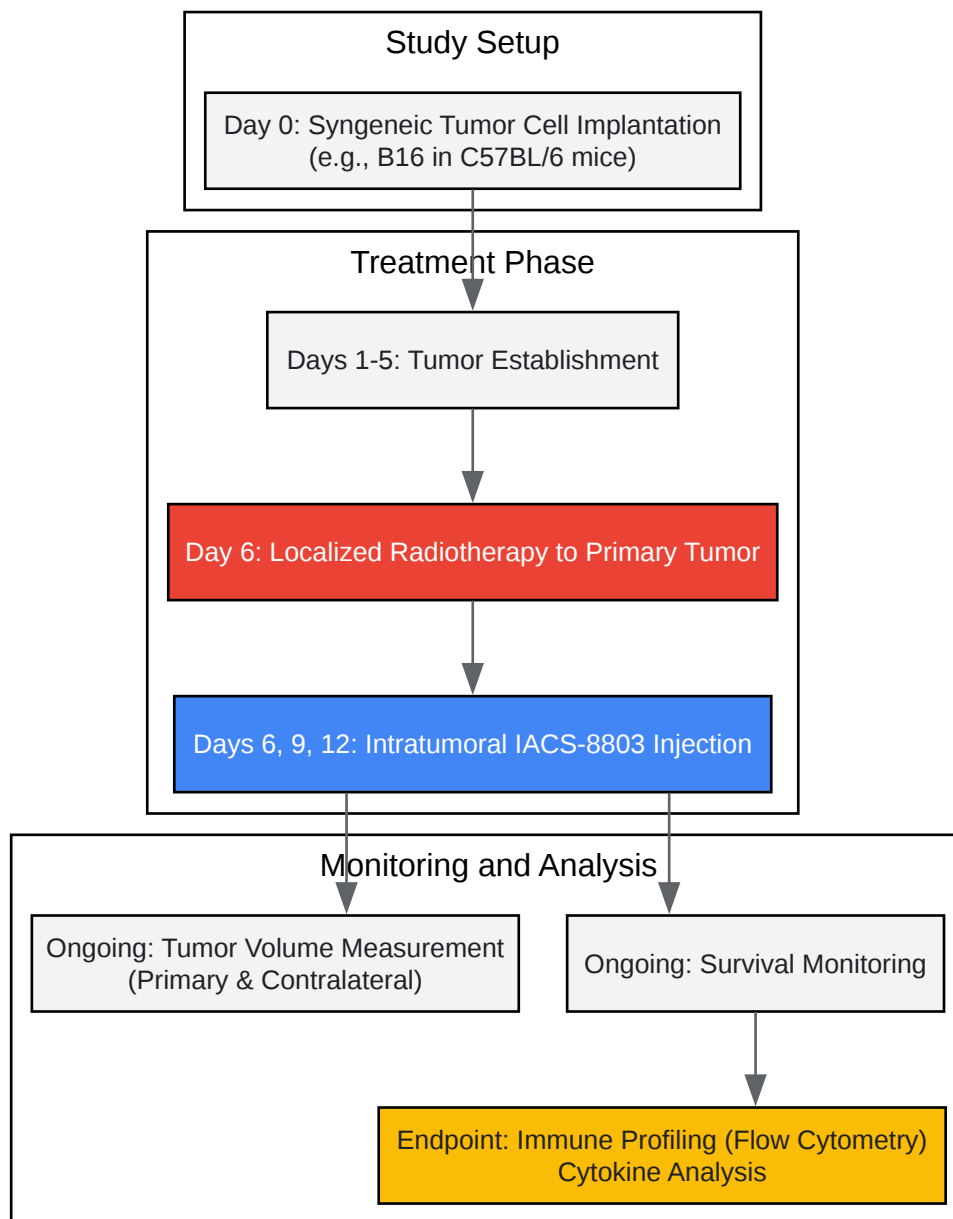 Study Setup
Day 0: Syngeneic Tumor Cell Implantation
(e.g., B16 in C57BL/6 mice)
Treatment Phase
Days 1-5: Tumor Establishment
Day 6: Localized Radiotherapy to Primary Tumor
Days 6, 9, 12: Intratumoral IACS-8803 Injection
Monitoring and Analysis
Ongoing: Tumor Volume Measurement
(Primary & Contralateral)
Ongoing: Survival Monitoring
Endpoint: Immune Profiling (Flow Cytometry)
Cytokine Analysis